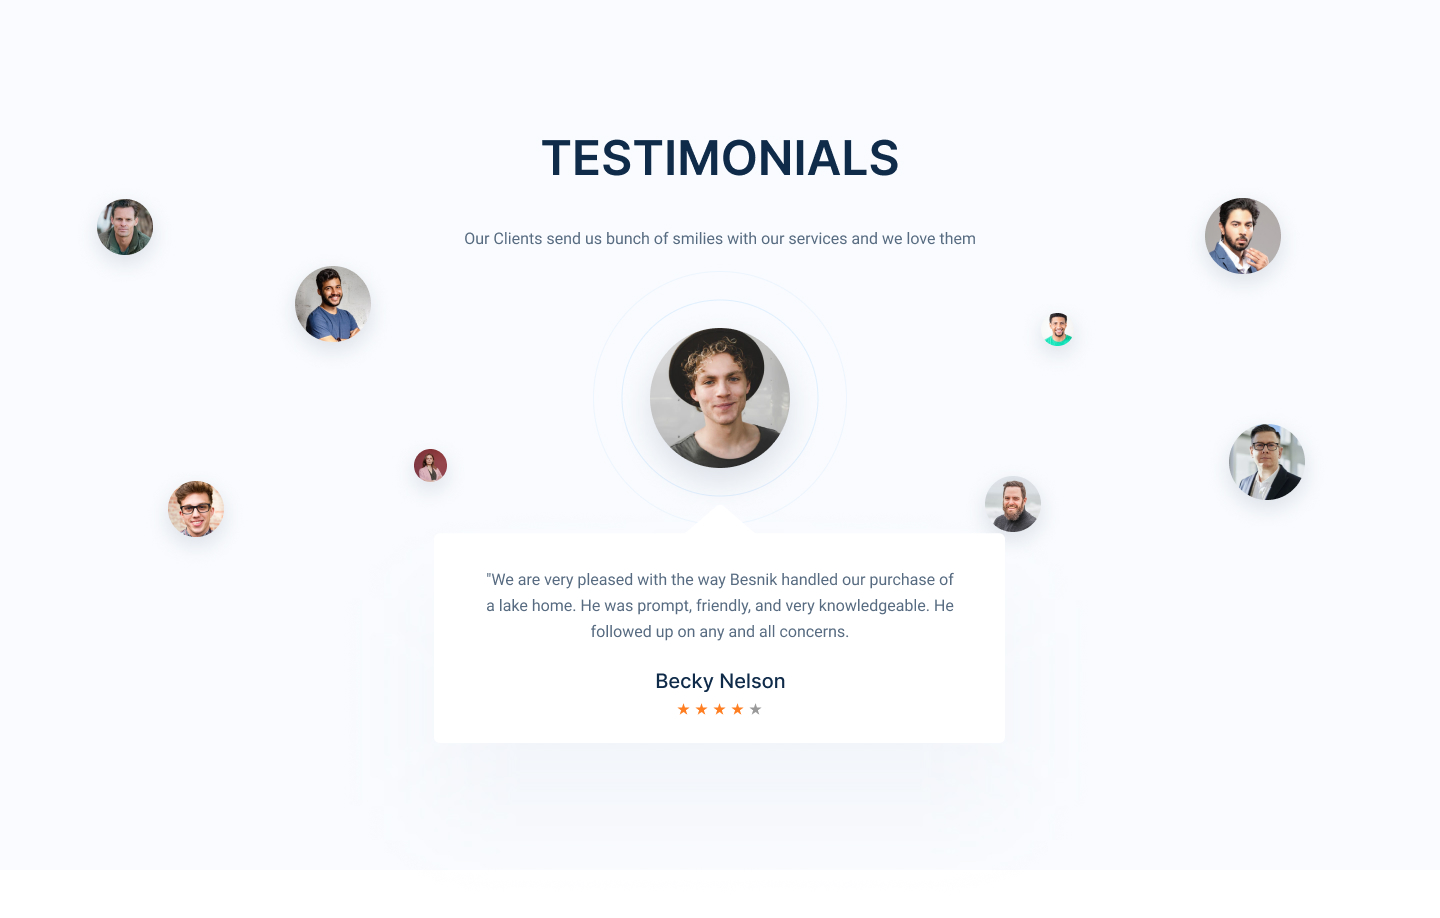 TESTIMONIALS
Our Clients send us bunch of smilies with our services and we love them
"We are very pleased with the way Besnik handled our purchase of
a lake home. He was prompt, friendly, and very knowledgeable. He
followed up on any and all concerns.
Becky Nelson